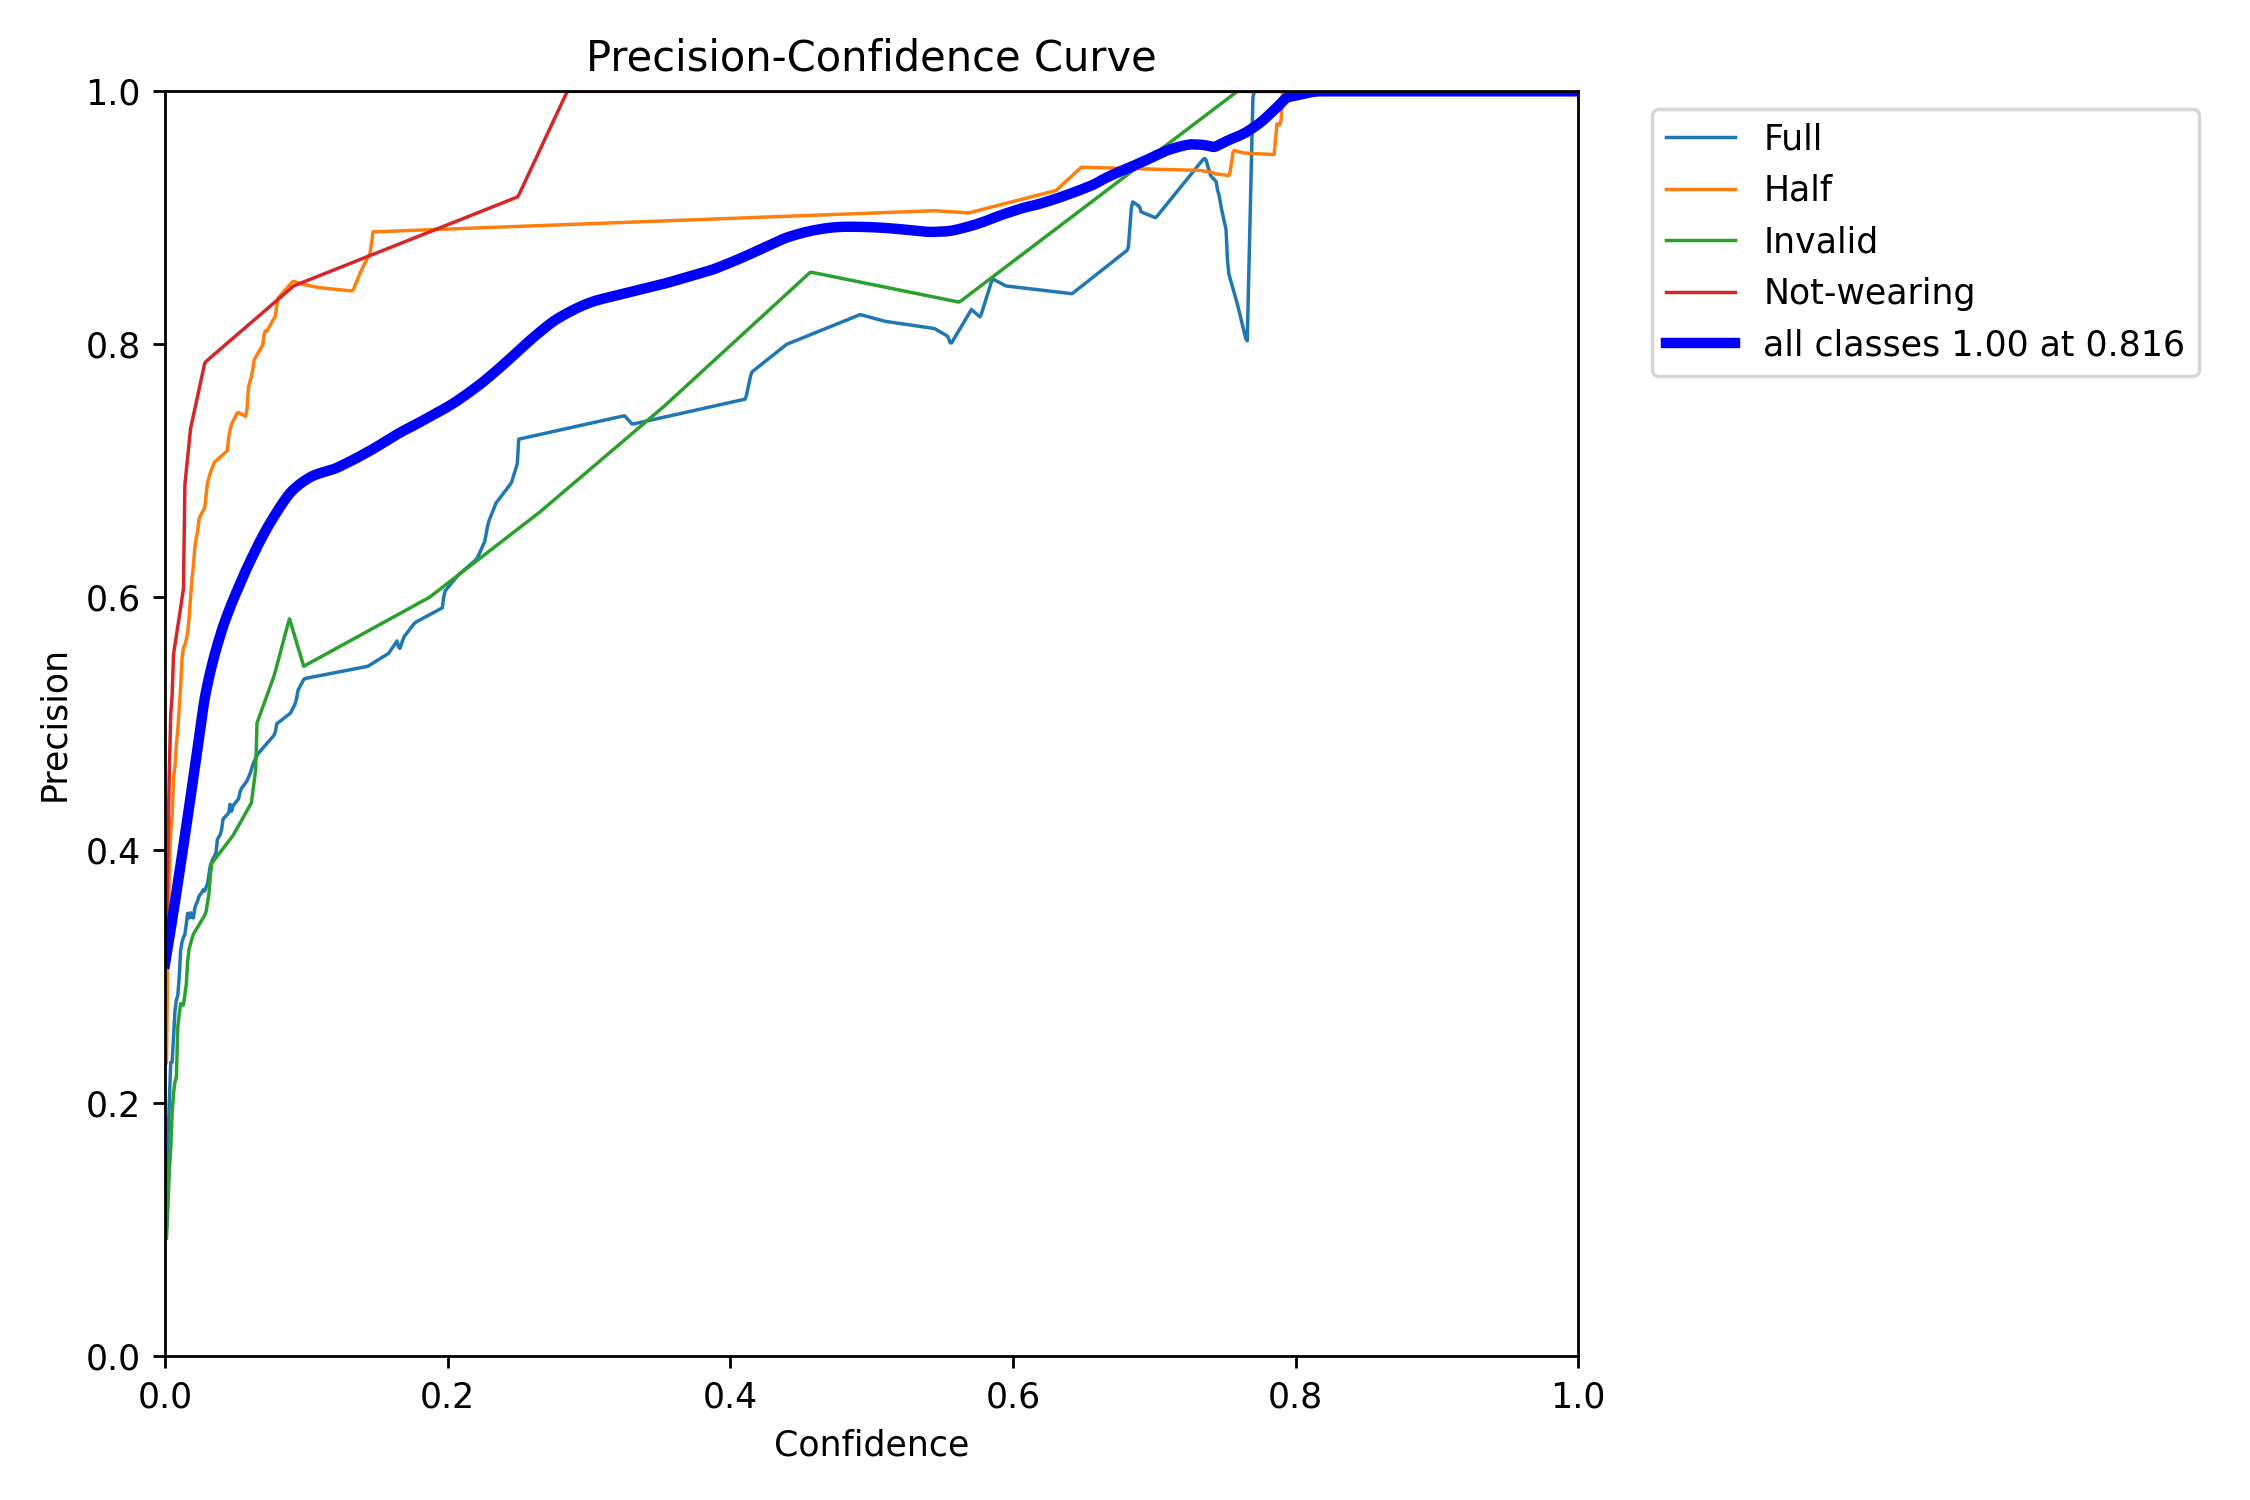 Precision-Confidence Curve
1.0
0.8
0.6
0.4
0.2
0.0
Precision
0.0 0.2 0.4 0.6 0.8 1.0
Confidence
Full
Half
Invalid
Not-wearing
all classes 1.00 at 0.816